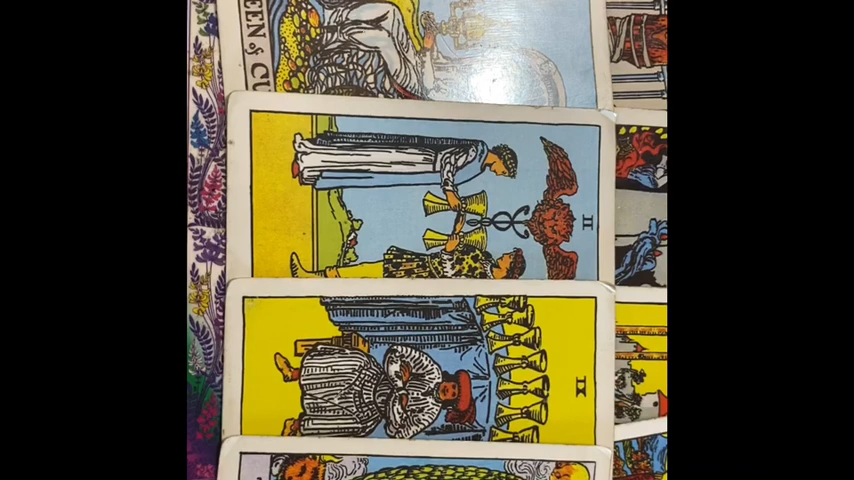 EEN of CU
II
IX